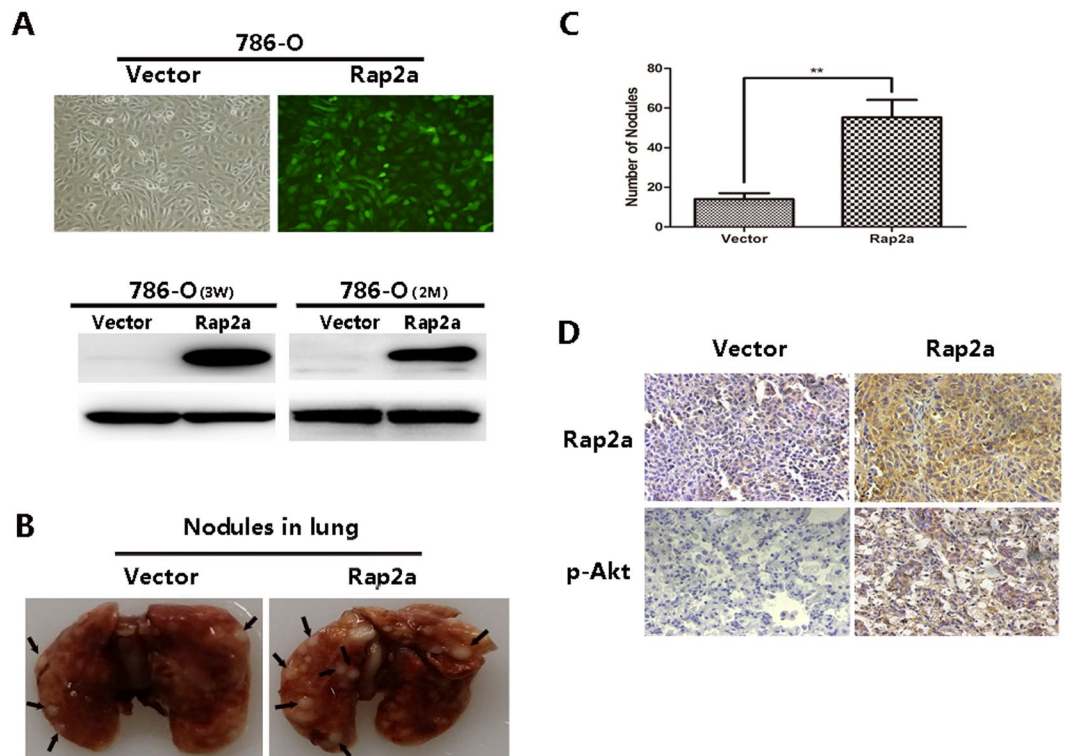 A
786-O
Vector Rap2a
786-O (3W) 786-O (2M)
Vector Rap2a Vector Rap2a
B
Nodules in lung
Vector Rap2a
C
80
60
40
20
0
Number of Nodules
**
Vector Rap2a
D
Vector Rap2a
Rap2a
p-Akt